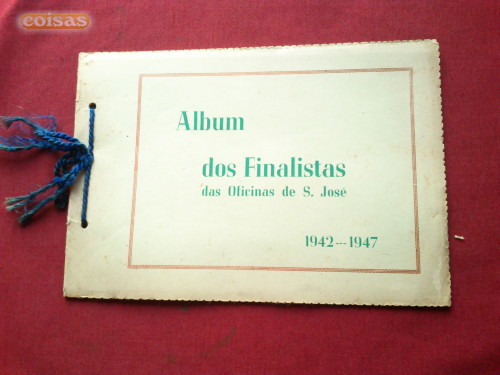 coisas
Album
dos Finalistas
das Oficinas de S. José
1942---1947